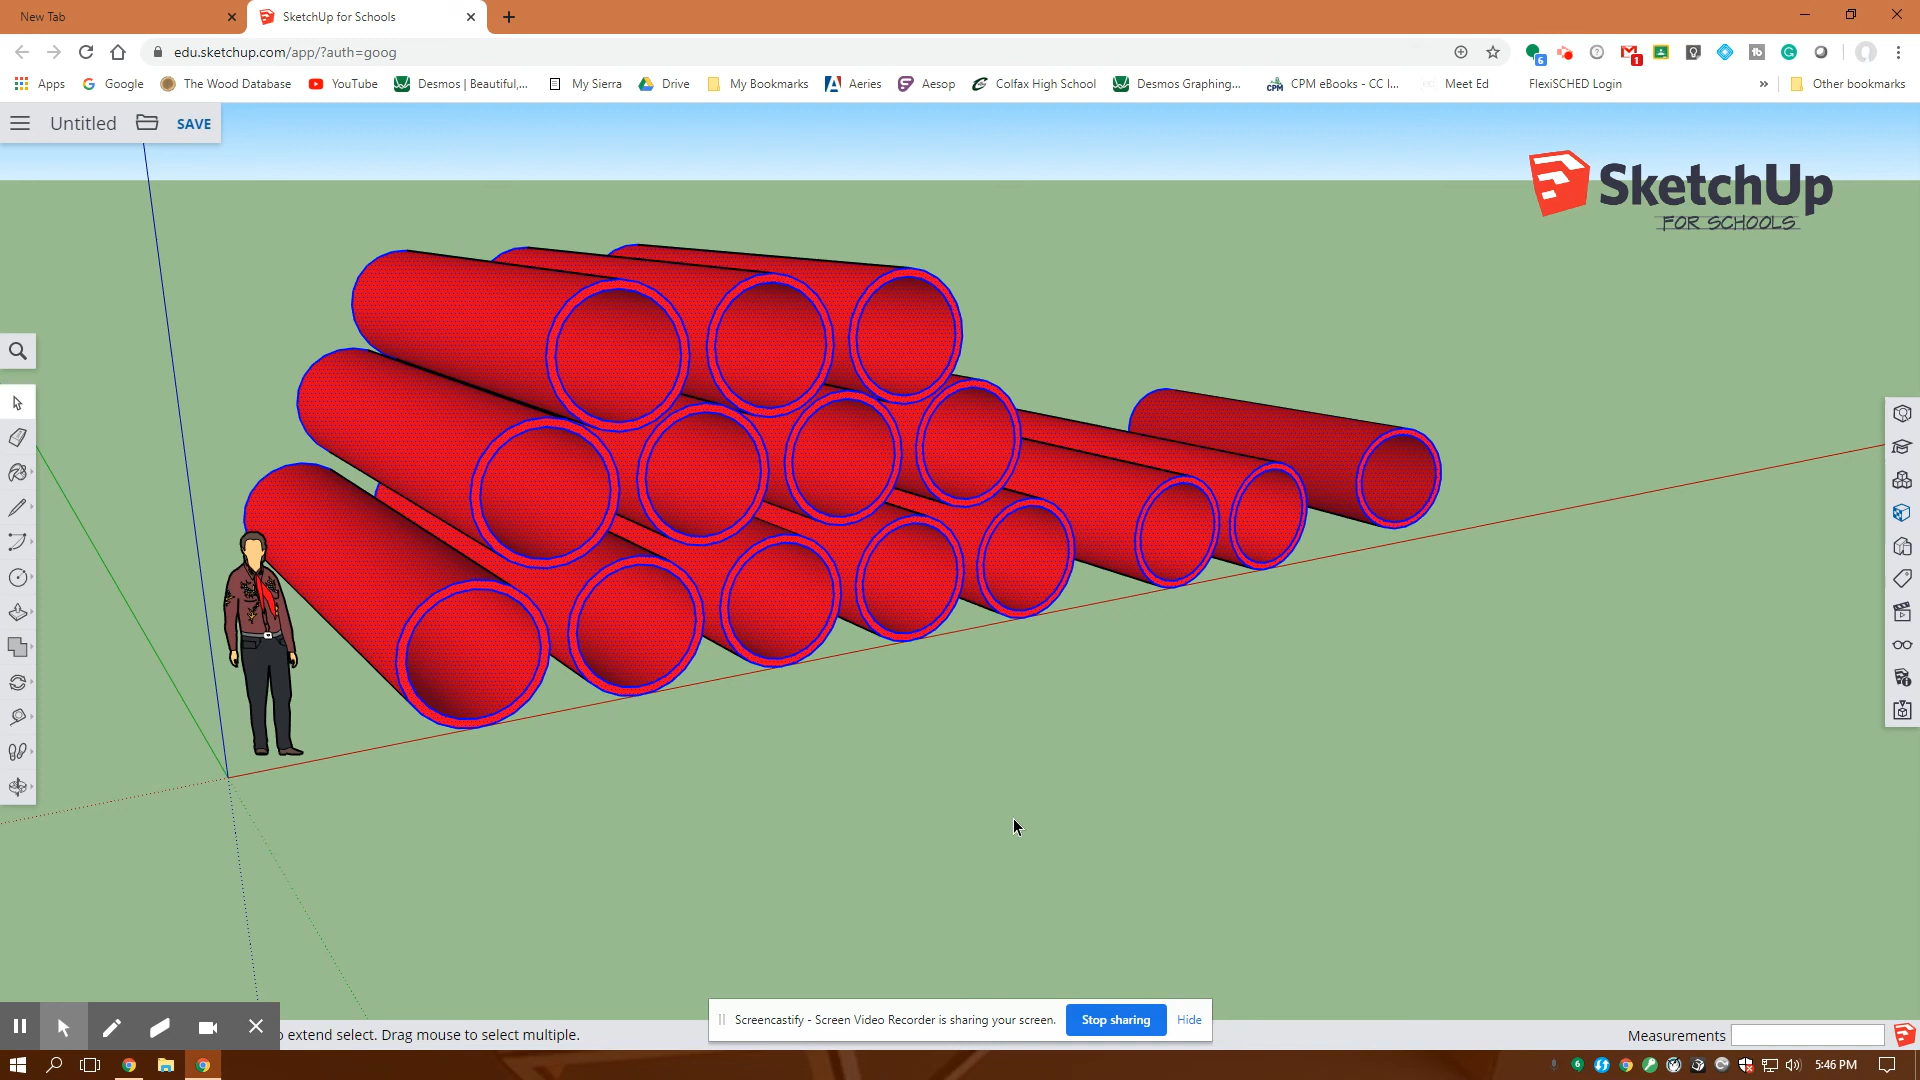 New Tab
SketchUp for Schools
edu.sketchup.com/app/?auth=goog
6
1
Apps
Google
The Wood Database
YouTube
Desmos | Beautiful,...
My Sierra
Drive
My Bookmarks
Aeries
Aesop
Colfax High School
Desmos Graphing...
CPM eBooks - CC I...
Meet Ed
FlexiSCHED Login
»
Other bookmarks
Untitled
SAVE
SketchUp
FOR SCHOOLS
o extend select. Drag mouse to select multiple.
Screencastify - Screen Video Recorder is sharing your screen.
Stop sharing
Hide
Measurements
5:46 PM